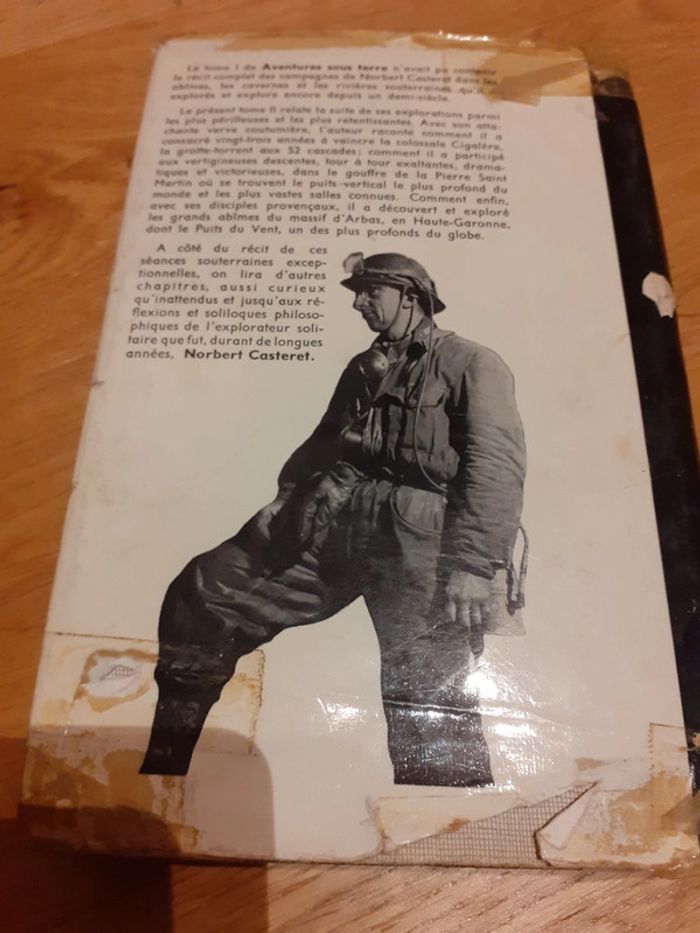 Le tome I de Aventures sous terre n'avait pu contenir
le récit complet des campagnes de Norbert Casteret dans les
abîmes, les cavernes et les rivières souterraines qu'il a
explorés et explore encore depuis un demi-siècle.
Le présent tome II relate la suite de ses explorations parmi
les plus périlleuses et les plus retentissantes. Avec son atta-
chante verve coutumière, l'auteur raconte comment il a
consacré vingt-trois années à vaincre la colossale Cigalère,
la grotte-torrent aux 52 cascades; comment il a participé
aux vertigineuses descentes, tour à tour exaltantes, drama-
tiques et victorieuses, dans le gouffre de la Pierre Saint
Martin où se trouvent le puits vertical le plus profond du
monde et les plus vastes salles connues. Comment enfin,
avec ses disciples provençaux, il a découvert et exploré
les grands abîmes du massif d'Arbas, en Haute-Garonne,
dont le Puits du Vent, un des plus profonds du globe.
A côté du récit de ces
séances souterraines excep-
tionnelles, on lira d'autres
chapitres, aussi curieux
qu'inattendus et jusqu'aux ré-
flexions et soliloques philoso-
phiques de l'explorateur soli-
taire que fut, durant de longues
années, Norbert Casteret.